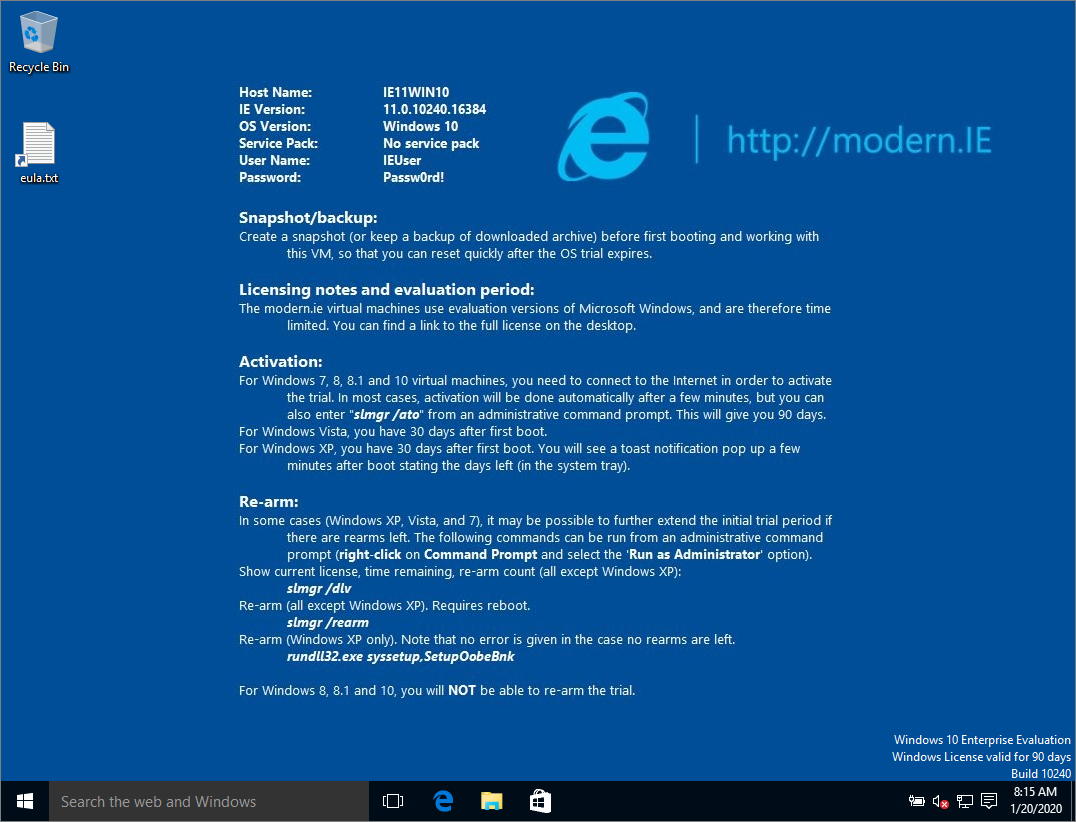 Recycle Bin
eula.txt
Host Name: IE11WIN10
IE Version: 11.0.10240.16384
OS Version: Windows 10
Service Pack: No service pack
User Name: IEUser
Password: Passw0rd!
http://modern.IE
Snapshot/backup:
Create a snapshot (or keep a backup of downloaded archive) before first booting and working with
this VM, so that you can reset quickly after the OS trial expires.
Licensing notes and evaluation period:
The modern.ie virtual machines use evaluation versions of Microsoft Windows, and are therefore time
limited. You can find a link to the full license on the desktop.
Activation:
For Windows 7, 8, 8.1 and 10 virtual machines, you need to connect to the Internet in order to activate
the trial. In most cases, activation will be done automatically after a few minutes, but you can
also enter "slmgr /ato" from an administrative command prompt. This will give you 90 days.
For Windows Vista, you have 30 days after first boot.
For Windows XP, you have 30 days after first boot. You will see a toast notification pop up a few
minutes after boot stating the days left (in the system tray).
Re-arm:
In some cases (Windows XP, Vista, and 7), it may be possible to further extend the initial trial period if
there are rearms left. The following commands can be run from an administrative command
prompt (right-click on Command Prompt and select the 'Run as Administrator' option).
Show current license, time remaining, re-arm count (all except Windows XP):
slmgr /dlv
Re-arm (all except Windows XP). Requires reboot.
slmgr /rearm
Re-arm (Windows XP only). Note that no error is given in the case no rearms are left.
rundll32.exe syssetup,SetupOobeBnk
For Windows 8, 8.1 and 10, you will NOT be able to re-arm the trial.
Windows 10 Enterprise Evaluation
Windows License valid for 90 days
Build 10240
Search the web and Windows
8:15 AM
1/20/2020